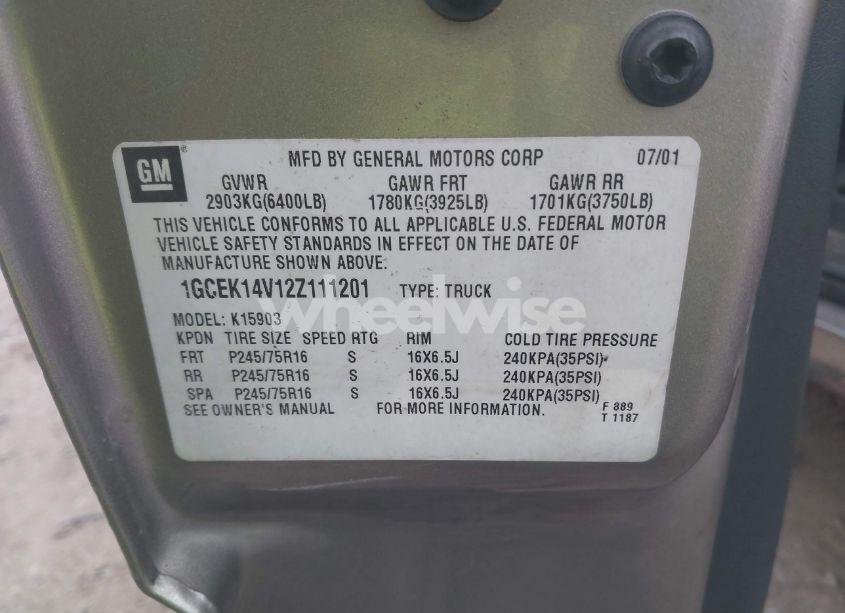 GM
MFD BY GENERAL MOTORS CORP 07/01
GVWR GAWR FRT GAWR RR
2903KG(6400LB) 1780KG(3925LB) 1701KG(3750LB)
THIS VEHICLE CONFORMS TO ALL APPLICABLE U.S. FEDERAL MOTOR
VEHICLE SAFETY STANDARDS IN EFFECT ON THE DATE OF
MANUFACTURE SHOWN ABOVE.
1GCEK14V12Z111201 TYPE: TRUCK
wheelwise
MODEL: K15903
KPDN TIRE SIZE SPEED RTG RIM COLD TIRE PRESSURE
FRT P245/75R16 S 16X6.5J 240KPA(35PSI)
RR P245/75R16 S 16X6.5J 240KPA(35PSI)
SPA P245/75R16 S 16X6.5J 240KPA(35PSI)
SEE OWNER'S MANUAL FOR MORE INFORMATION. F 889
T 1187